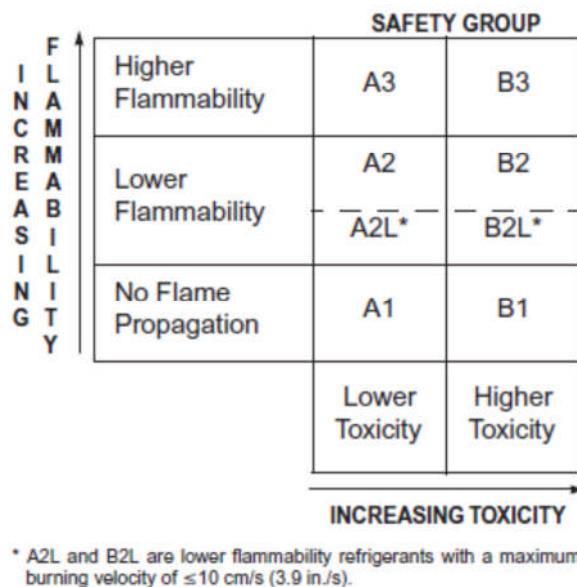 SAFETY GROUP
INCREASING
FLAMMABILITY
Higher
Flammability
A3
B3
Lower
Flammability
A2
B2
A2L*
B2L*
No Flame
Propagation
A1
B1
Lower
Toxicity
Higher
Toxicity
INCREASING TOXICITY
* A2L and B2L are lower flammability refrigerants with a maximum
burning velocity of ≤10 cm/s (3.9 in./s).